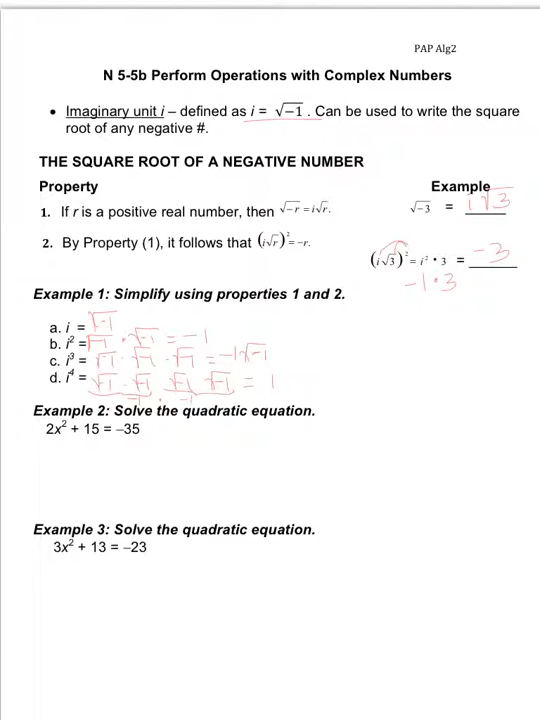 PAP Alg2
N 5-5b Perform Operations with Complex Numbers
• Imaginary unit i – defined as i = √−1 . Can be used to write the square
root of any negative #.
THE SQUARE ROOT OF A NEGATIVE NUMBER
Property Example
1. If r is a positive real number, then √−r = i√r. √−3 = i√3
2. By Property (1), it follows that (i√r)² = −r.
(i√3)² = i² • 3 = −3
−1 • 3
Example 1: Simplify using properties 1 and 2.
a. i = √−1
b. i² = √−1 • √−1 = −1
c. i³ = √−1 √−1 • √−1 = −1√−1
d. i⁴ = √−1 √−1 √−1 √−1 = 1
−1 • −1
Example 2: Solve the quadratic equation.
2x² + 15 = −35
Example 3: Solve the quadratic equation.
3x² + 13 = −23